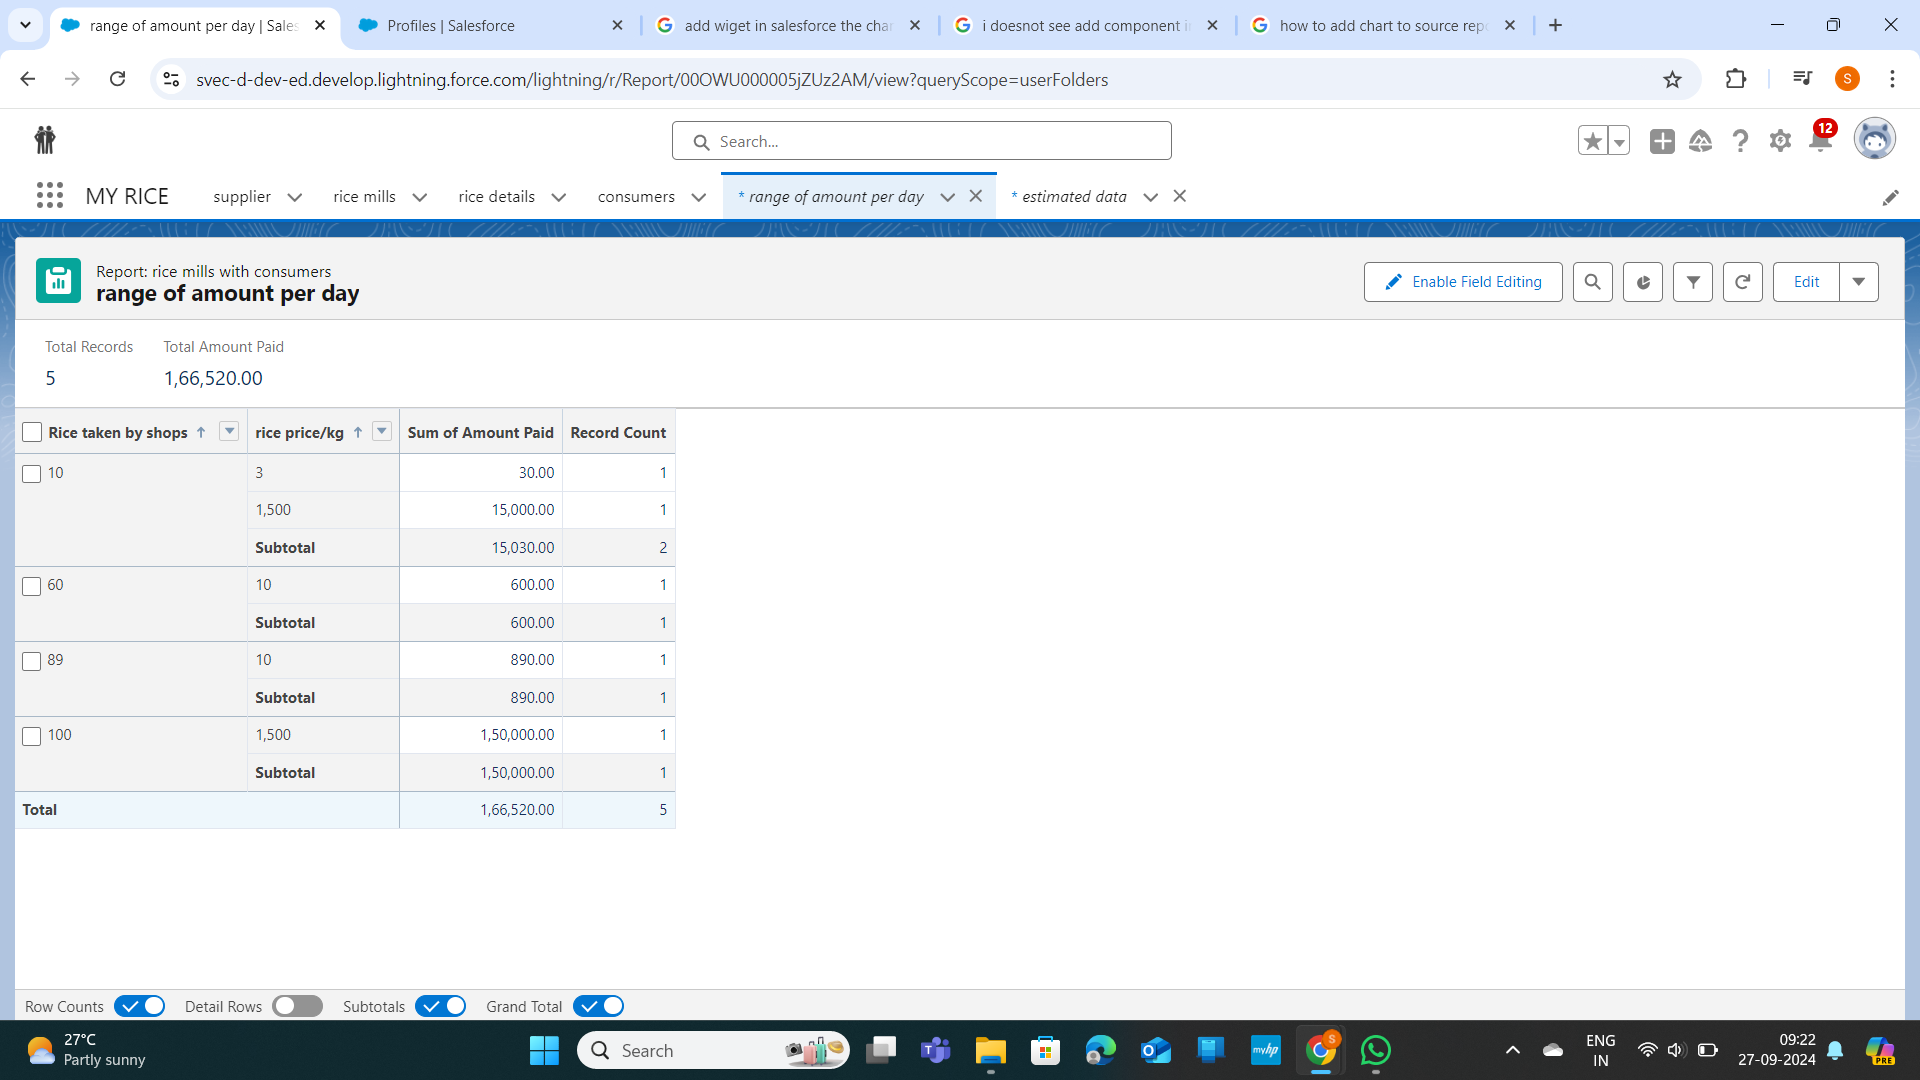 range of amount per day | Sales
Profiles | Salesforce
add wiget in salesforce the char
i doesnot see add component i
how to add chart to source repo
svec-d-dev-ed.develop.lightning.force.com/lightning/r/Report/00OWU000005jZUz2AM/view?queryScope=userFolders
S
Search...
12
MY RICE
supplier
rice mills
rice details
consumers
* range of amount per day
* estimated data
Report: rice mills with consumers
range of amount per day
Enable Field Editing
Edit
Total Records
Total Amount Paid
5
1,66,520.00
Rice taken by shops
rice price/kg
Sum of Amount Paid
Record Count
10 3 30.00 1
1,500 15,000.00 1
Subtotal 15,030.00 2
60 10 600.00 1
Subtotal 600.00 1
89 10 890.00 1
Subtotal 890.00 1
100 1,500 1,50,000.00 1
Subtotal 1,50,000.00 1
Total 1,66,520.00 5
Row Counts
Detail Rows
Subtotals
Grand Total
27°C
Partly sunny
Search
myhp
S
ENG
IN
09:22
27-09-2024
PRE